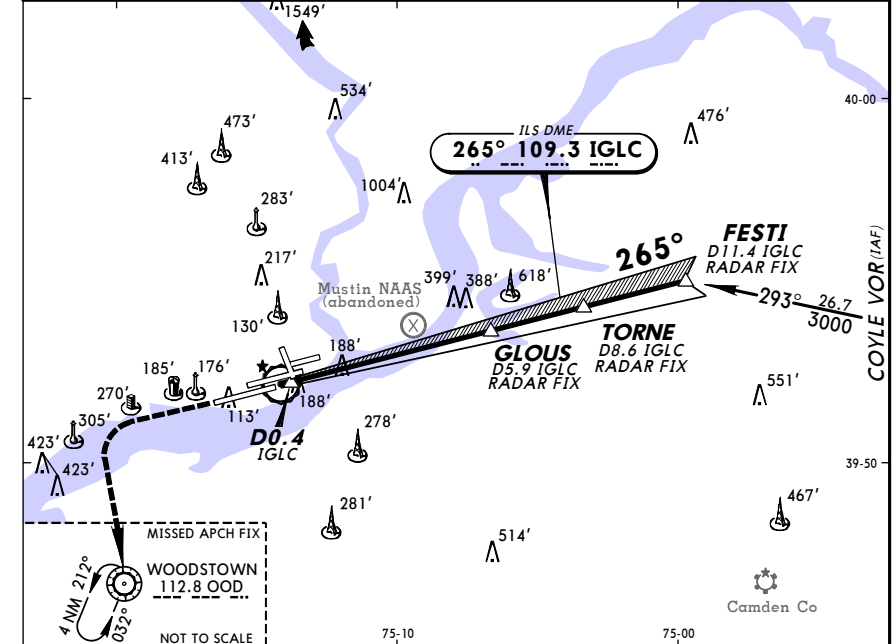 1549'
534'
40-00
476'
473'
413'
ILS DME
265° 109.3 IGLC
1004'
283'
217'
265°
FESTI
D11.4 IGLC
RADAR FIX
COYLE VOR (IAF)
399'
388'
618'
Mustin NAAS
(abandoned)
X
293°
26.7
3000
130'
188'
GLOUS
D5.9 IGLC
RADAR FIX
TORNE
D8.6 IGLC
RADAR FIX
185'
176'
270'
113'
188'
551'
305'
D0.4
IGLC
278'
423'
423'
39-50
281'
467'
514'
MISSED APCH FIX
WOODSTOWN
112.8 OOD
4 NM
212°
032°
NOT TO SCALE
Camden Co
75-10
75-00